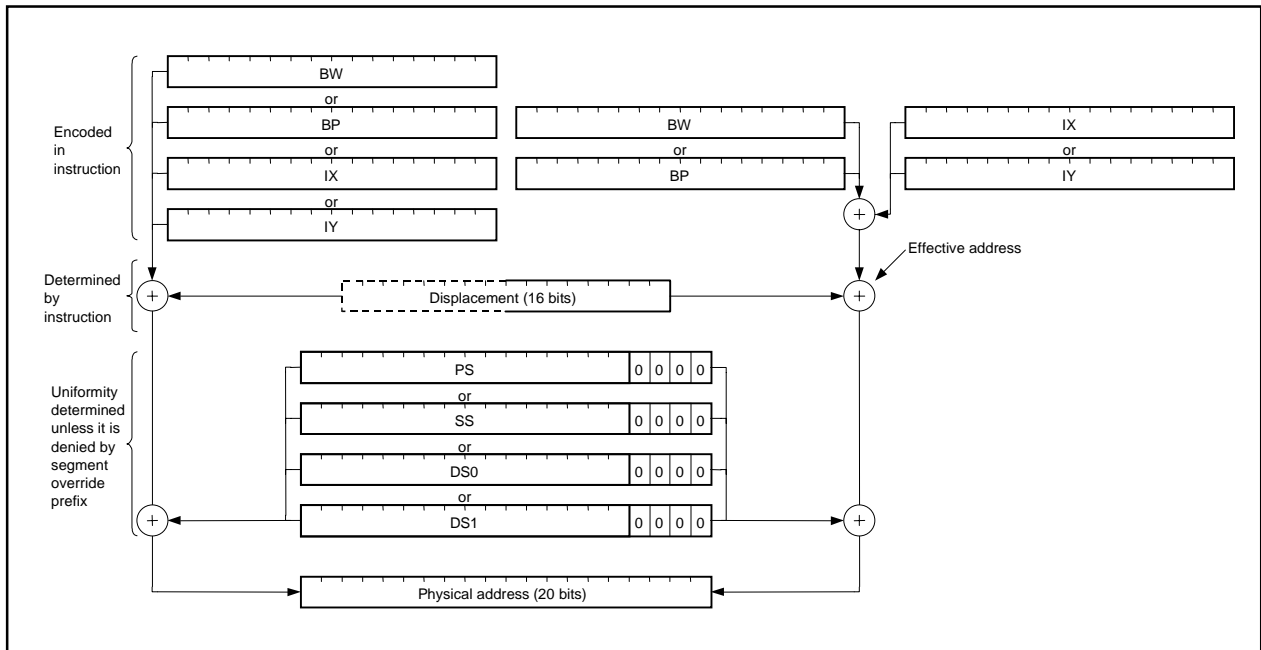 Encoded
in
instruction
BW
or
BP
or
IX
or
IY
BW
or
BP
IX
or
IY
+
Effective address
Determined
by
instruction
+
Displacement (16 bits)
+
Uniformity
determined
unless it is
denied by
segment
override
prefix
PS 0 0 0 0
or
SS 0 0 0 0
or
DS0 0 0 0 0
or
+
DS1 0 0 0 0
+
Physical address (20 bits)